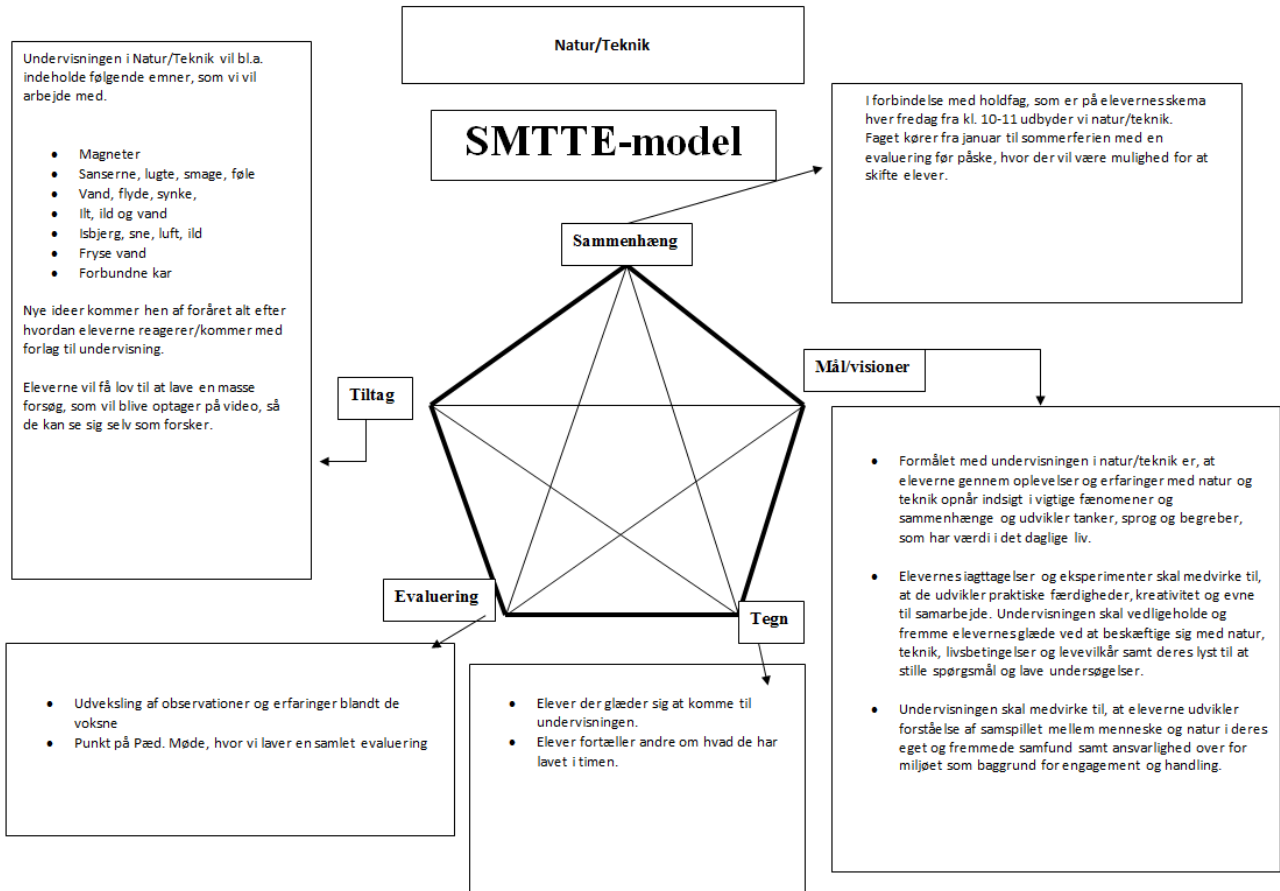 Natur/Teknik
SMTTE-model
Undervisningen i Natur/Teknik vil bl.a.
indeholde følgende emner, som vi vil
arbejde med.
• Magneter
• Sanserne, lugte, smage, føle
• Vand, flyde, synke,
• Ilt, ild og vand
• Isbjerg, sne, luft, ild
• Fryse vand
• Forbundne kar
Nye ideer kommer hen af foråret alt efter
hvordan eleverne reagerer/kommer med
forlag til undervisning.
Eleverne vil få lov til at lave en masse
forsøg, som vil blive optager på video, så
de kan se sig selv som forsker.
I forbindelse med holdfag, som er på elevernes skema
hver fredag fra kl. 10-11 udbyder vi natur/teknik.
Faget kører fra januar til sommerferien med en
evaluering før påske, hvor der vil være mulighed for at
skifte elever.
Sammenhæng
Mål/visioner
Tiltag
Evaluering
Tegn
• Formålet med undervisningen i natur/teknik er, at
eleverne gennem oplevelser og erfaringer med natur og
teknik opnår indsigt i vigtige fænomener og
sammenhænge og udvikler tanker, sprog og begreber,
som har værdi i det daglige liv.
• Elevernes iagttagelser og eksperimenter skal medvirke til,
at de udvikler praktiske færdigheder, kreativitet og evne
til samarbejde. Undervisningen skal vedligeholde og
fremme elevernes glæde ved at beskæftige sig med natur,
teknik, livsbetingelser og levevilkår samt deres lyst til at
stille spørgsmål og lave undersøgelser.
• Undervisningen skal medvirke til, at eleverne udvikler
forståelse af samspillet mellem menneske og natur i deres
eget og fremmede samfund samt ansvarlighed over for
miljøet som baggrund for engagement og handling.
• Udveksling af observationer og erfaringer blandt de
voksne
• Punkt på Pæd. Møde, hvor vi laver en samlet evaluering
• Elever der glæder sig at komme til
undervisningen.
• Elever fortæller andre om hvad de har
lavet i timen.